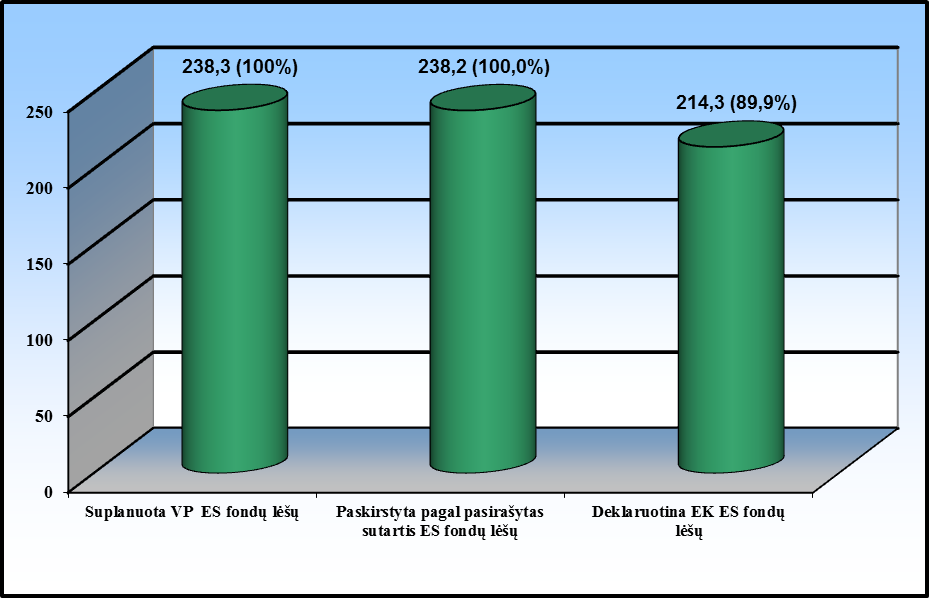 238,3 (100%)
238,2 (100,0%)
214,3 (89,9%)
250
200
150
100
50
0
Suplanuota VP ES fondų lėšų
Paskirstyta pagal pasirašytas
sutartis ES fondų lėšų
Deklaruotina EK ES fondų
lėšų